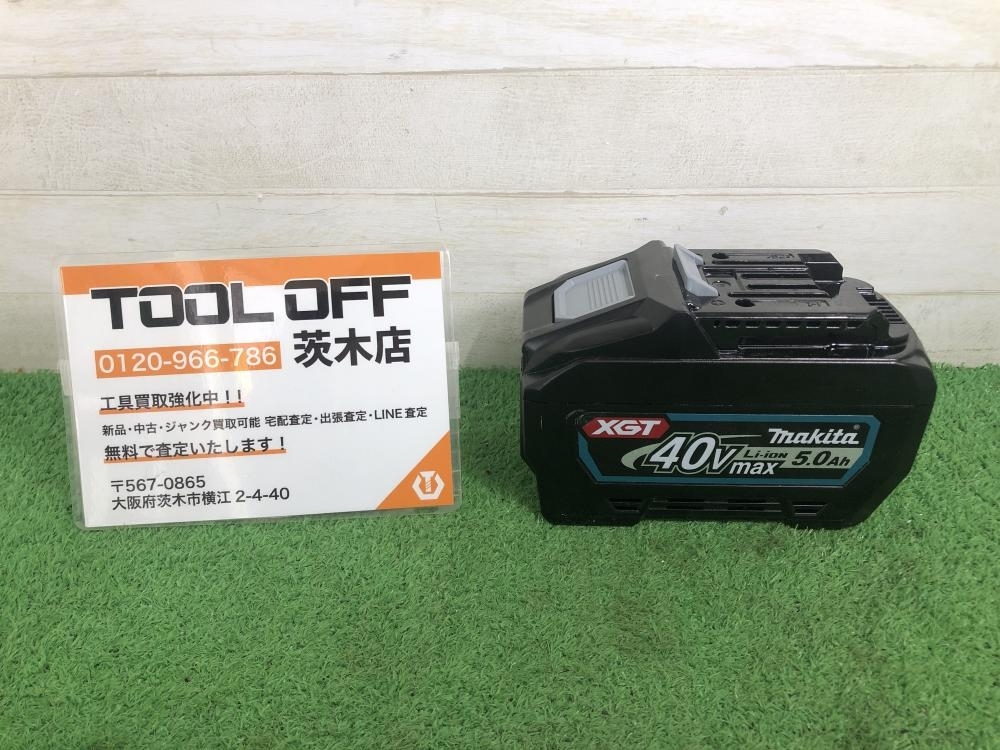 TOOL OFF
0120-966-786 茨木店
工具買取強化中!!
新品・中古・ジャンク買取可能 宅配査定・出張査定・LINE査定
無料で査定いたします!
〒567-0865
大阪府茨木市横江 2-4-40
XGT
40Vmax
makita
Li-ion 5.0Ah